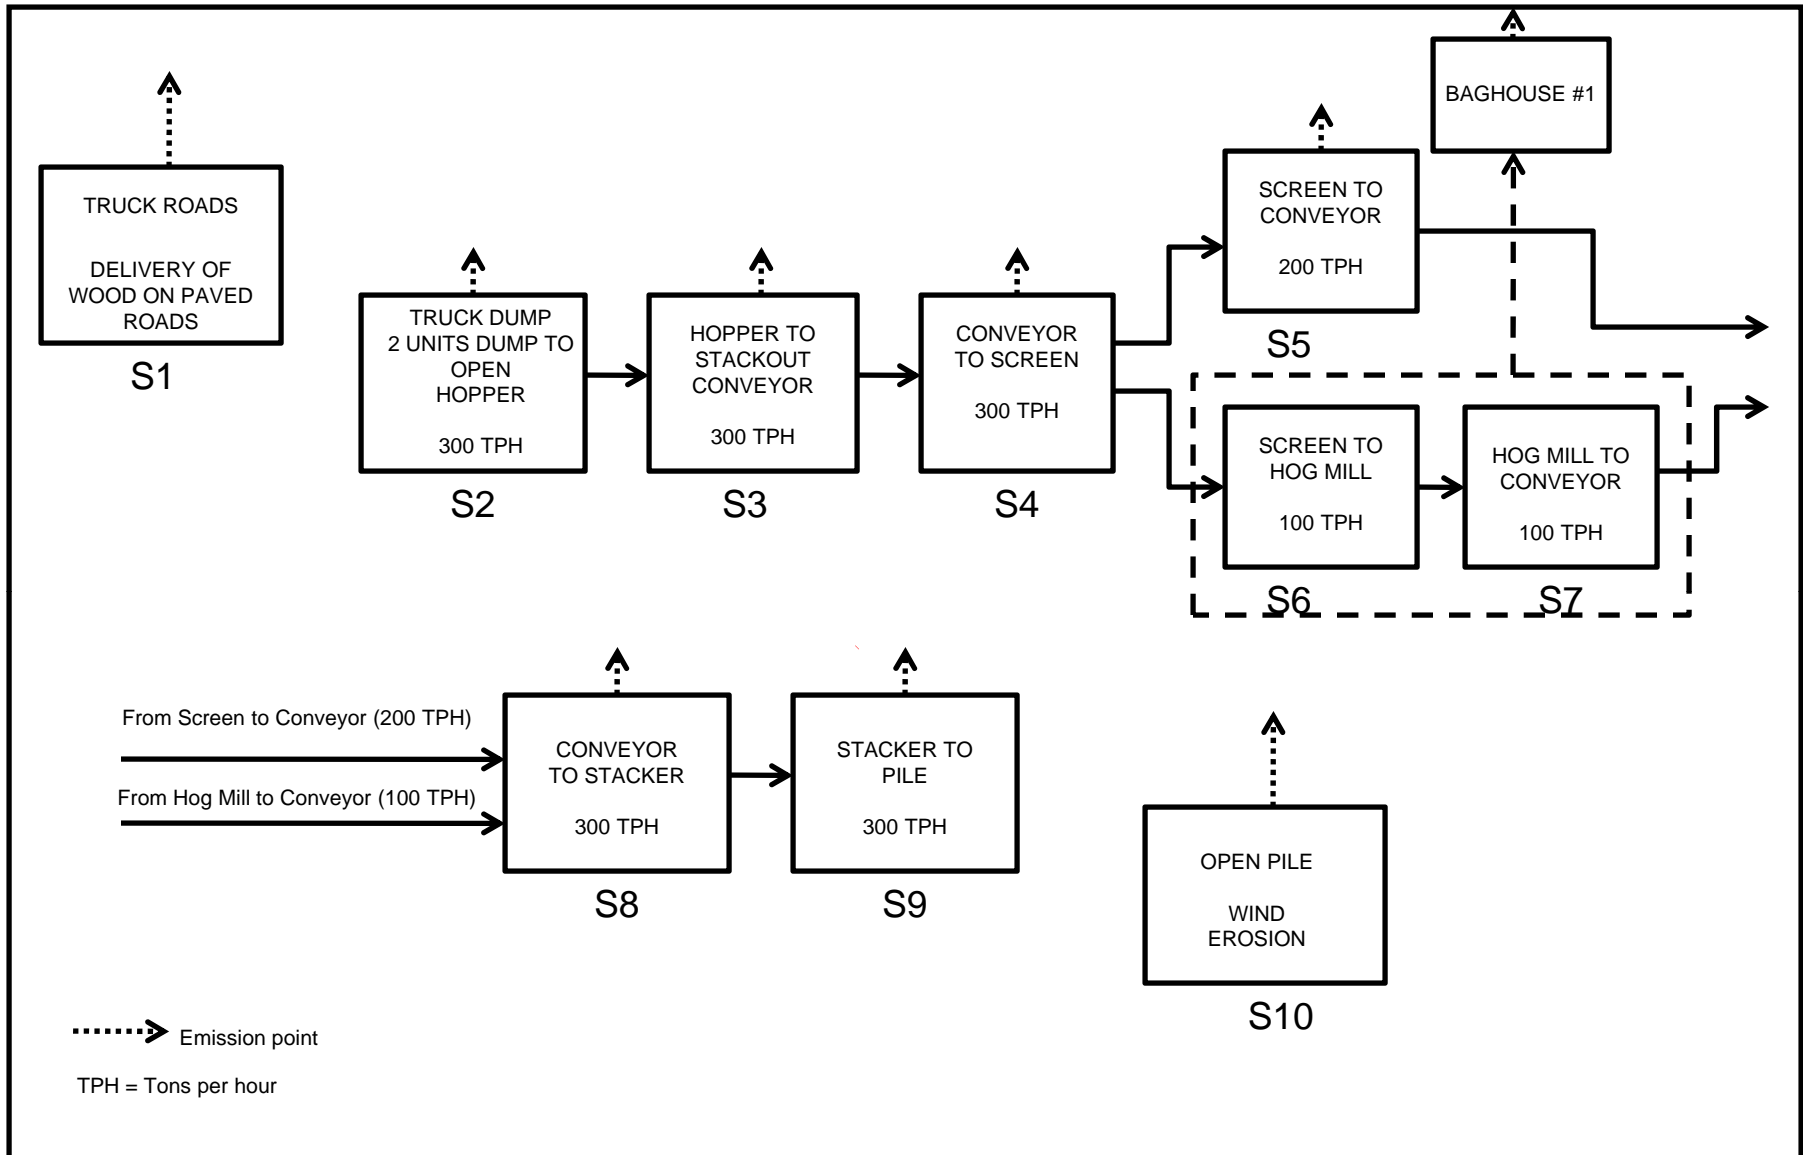 BAGHOUSE #1
TRUCK ROADS
DELIVERY OF
WOOD ON PAVED
ROADS
S1
TRUCK DUMP
2 UNITS DUMP TO
OPEN
HOPPER
300 TPH
S2
HOPPER TO
STACKOUT
CONVEYOR
300 TPH
S3
CONVEYOR
TO SCREEN
300 TPH
S4
SCREEN TO
CONVEYOR
200 TPH
S5
SCREEN TO
HOG MILL
100 TPH
S6
HOG MILL TO
CONVEYOR
100 TPH
S7
From Screen to Conveyor (200 TPH)
From Hog Mill to Conveyor (100 TPH)
CONVEYOR
TO STACKER
300 TPH
S8
STACKER TO
PILE
300 TPH
S9
OPEN PILE
WIND
EROSION
S10
Emission point
TPH = Tons per hour